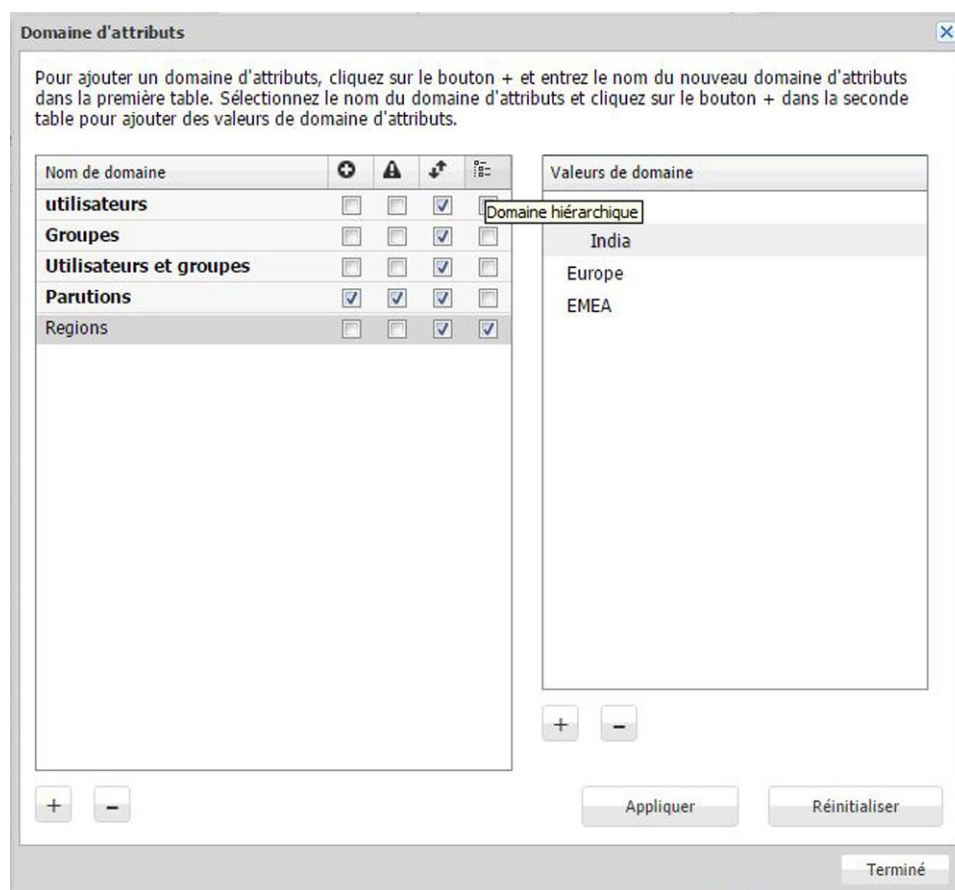 Domaine d'attributs
Pour ajouter un domaine d'attributs, cliquez sur le bouton + et entrez le nom du nouveau domaine d'attributs
dans la première table. Sélectionnez le nom du domaine d'attributs et cliquez sur le bouton + dans la seconde
table pour ajouter des valeurs de domaine d'attributs.
Nom de domaine
utilisateurs
Groupes
Utilisateurs et groupes
Parutions
Regions
Domaine hiérarchique
Valeurs de domaine
India
Europe
EMEA
+ -
+ -
Appliquer
Réinitialiser
Terminé